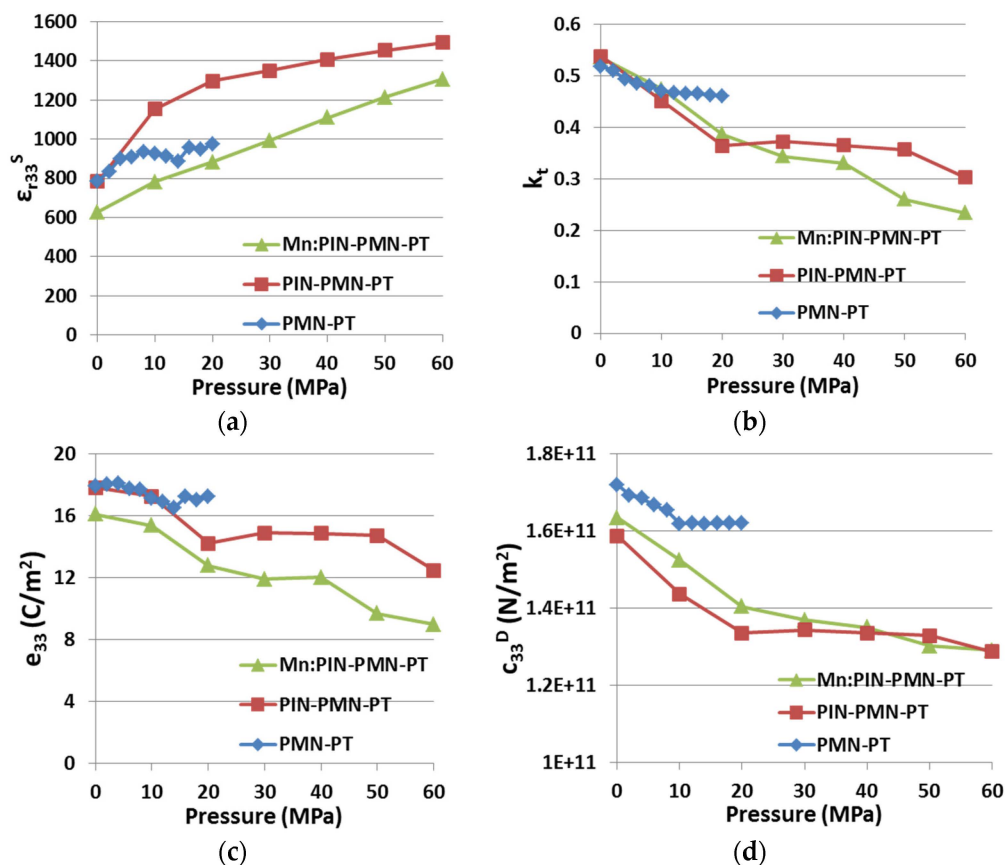 1600
1400
1200
1000
800
600
400
200
0
εr33 S
0 10 20 30 40 50 60
Pressure (MPa)
Mn:PIN-PMN-PT
PIN-PMN-PT
PMN-PT
(a)
0.6
0.5
0.4
0.3
0.2
0.1
0
kt
0 10 20 30 40 50 60
Pressure (MPa)
Mn:PIN-PMN-PT
PIN-PMN-PT
PMN-PT
(b)
20
16
12
8
4
0
e33 (C/m²)
0 10 20 30 40 50 60
Pressure (MPa)
Mn:PIN-PMN-PT
PIN-PMN-PT
PMN-PT
(c)
1.8E+11
1.6E+11
1.4E+11
1.2E+11
1E+11
c33 D (N/m²)
0 10 20 30 40 50 60
Pressure (MPa)
Mn:PIN-PMN-PT
PIN-PMN-PT
PMN-PT
(d)